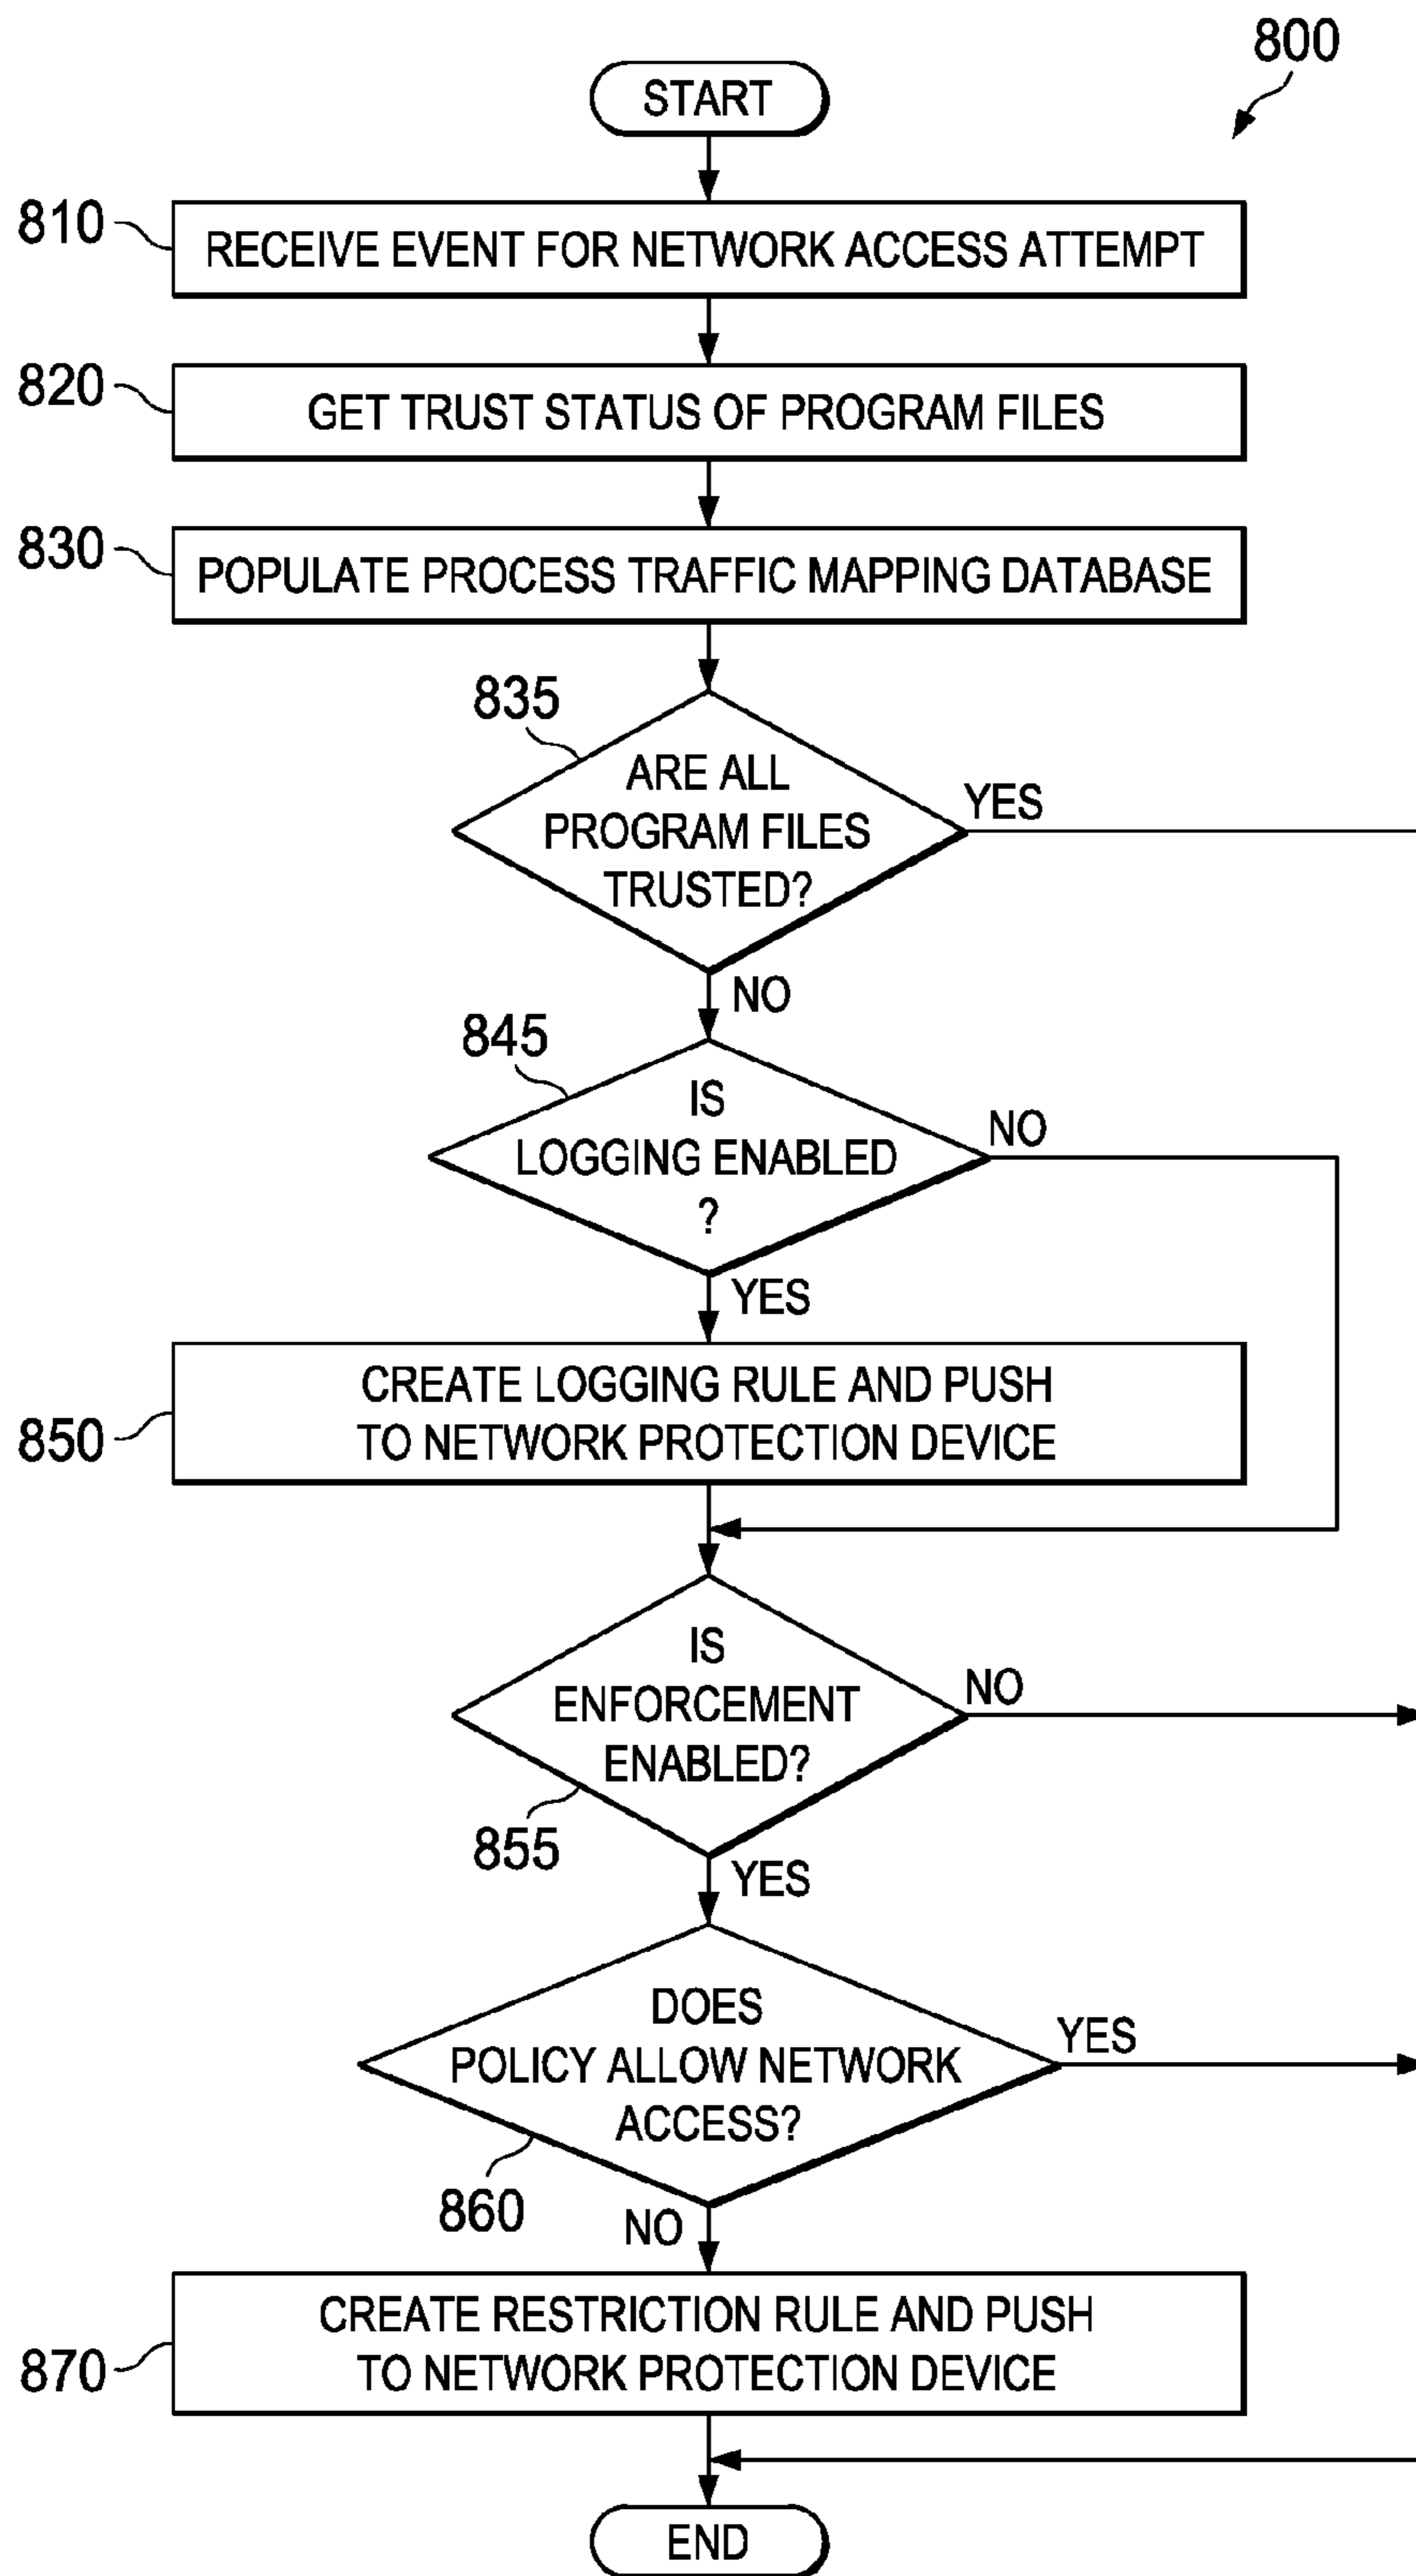 800
START
810
RECEIVE EVENT FOR NETWORK ACCESS ATTEMPT
820
GET TRUST STATUS OF PROGRAM FILES
830
POPULATE PROCESS TRAFFIC MAPPING DATABASE
835
ARE ALL
PROGRAM FILES
TRUSTED?
YES
NO
845
IS
LOGGING ENABLED
?
NO
YES
850
CREATE LOGGING RULE AND PUSH
TO NETWORK PROTECTION DEVICE
IS
ENFORCEMENT
ENABLED?
NO
855
YES
DOES
POLICY ALLOW NETWORK
ACCESS?
YES
860
NO
870
CREATE RESTRICTION RULE AND PUSH
TO NETWORK PROTECTION DEVICE
END